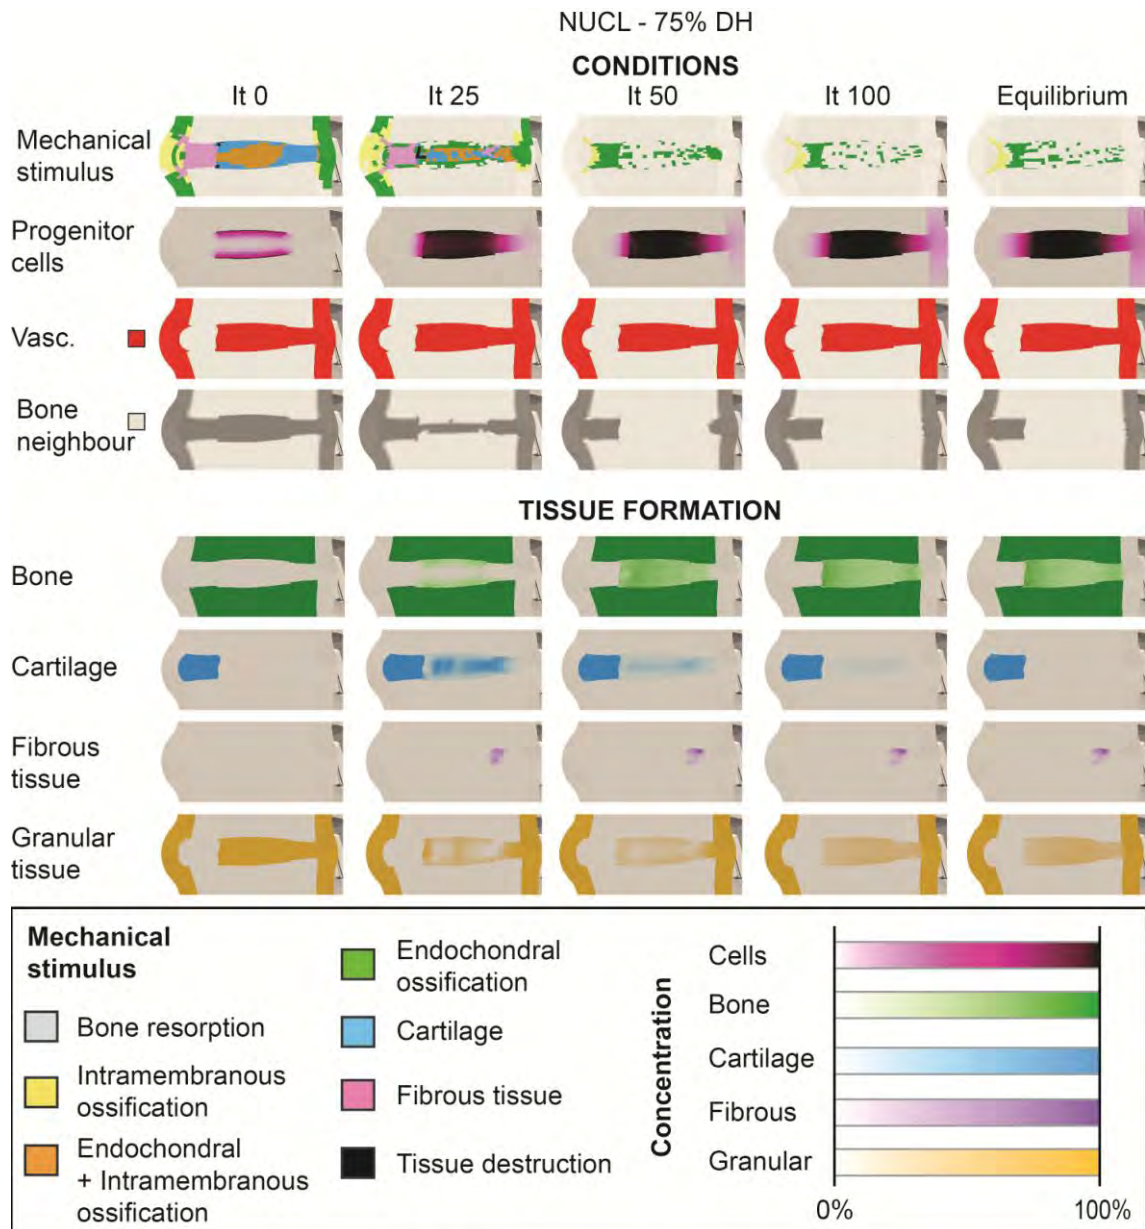 NUCL - 75% DH
CONDITIONS
It 0 It 25 It 50 It 100 Equilibrium
Mechanical
stimulus
Progenitor
cells
Vasc.
Bone
neighbour
TISSUE FORMATION
Bone
Cartilage
Fibrous
tissue
Granular
tissue
Mechanical
stimulus
Bone resorption
Intramembranous
ossification
Endochondral
+ Intramembranous
ossification
Endochondral
ossification
Cartilage
Fibrous tissue
Tissue destruction
Concentration
Cells
Bone
Cartilage
Fibrous
Granular
0% 100%